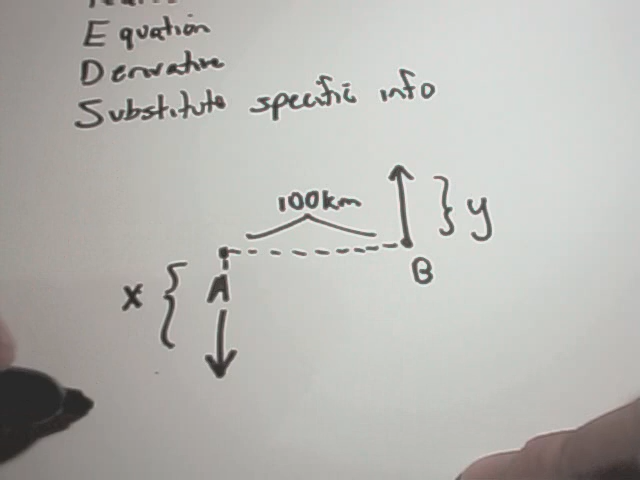 Equation
Derivative
Substitute specific info
100km
y
B
x
A